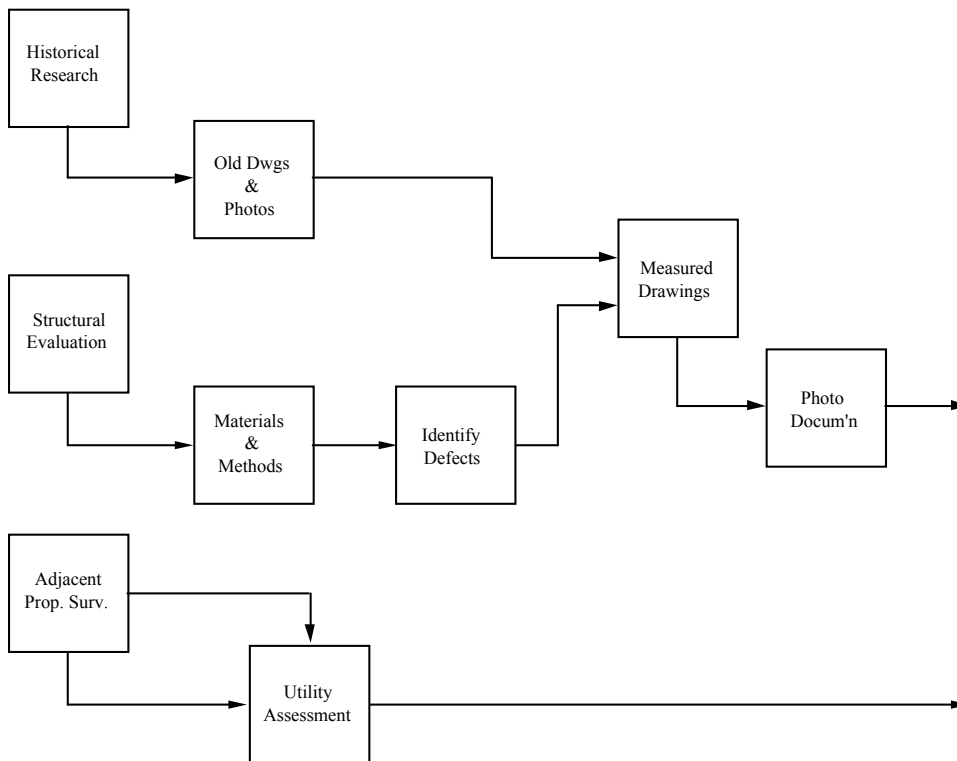 Historical
Research
Old Dwgs
&
Photos
Measured
Drawings
Structural
Evaluation
Photo
Docum'n
Materials
&
Methods
Identify
Defects
Adjacent
Prop. Surv.
Utility
Assessment